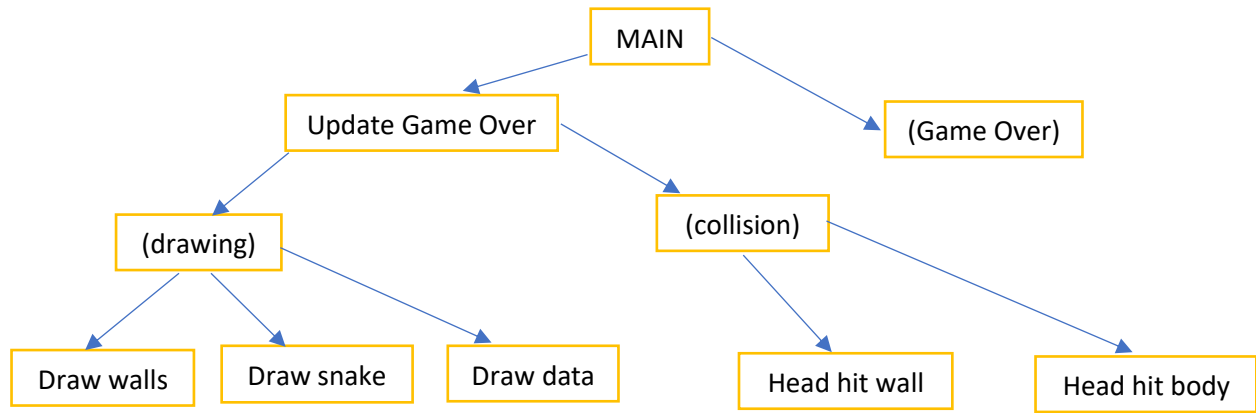 MAIN
Update Game Over
(Game Over)
(drawing)
(collision)
Draw walls
Draw snake
Draw data
Head hit wall
Head hit body